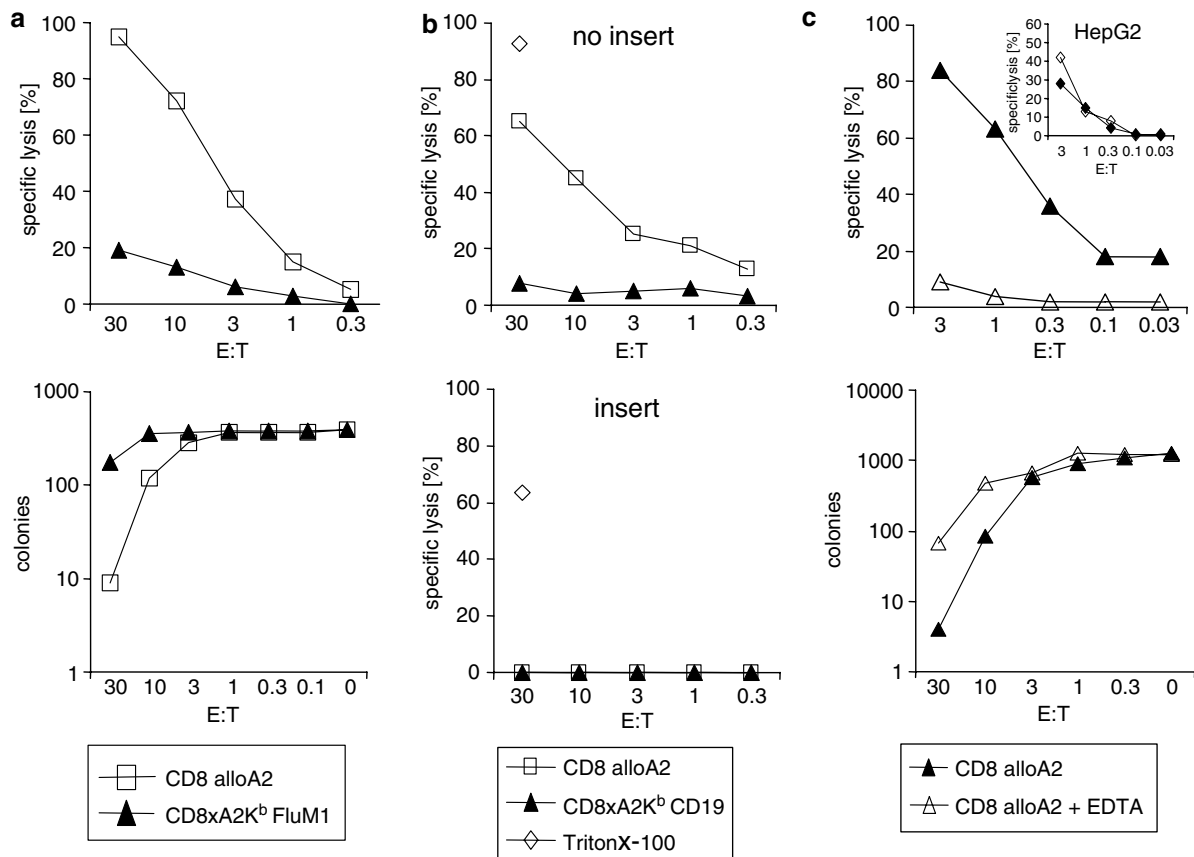 a
100
80
60
40
20
0
specific lysis [%]
30 10 3 1 0.3
E:T
1000
100
10
1
colonies
30 10 3 1 0.3 0.1 0
E:T
CD8 alloA2
CD8xA2Kᵇ FluM1
b
no insert
100
80
60
40
20
0
specific lysis [%]
30 10 3 1 0.3
E:T
insert
100
80
60
40
20
0
specific lysis [%]
30 10 3 1 0.3
E:T
CD8 alloA2
CD8xA2Kᵇ CD19
TritonX-100
c
100
80
60
40
20
0
specific lysis [%]
3 1 0.3 0.1 0.03
E:T
HepG2
60
50
40
30
20
10
0
specificlysis [%]
3 1 0.3 0.1 0.03
E:T
10000
1000
100
10
1
colonies
30 10 3 1 0.3 0
E:T
CD8 alloA2
CD8 alloA2 + EDTA